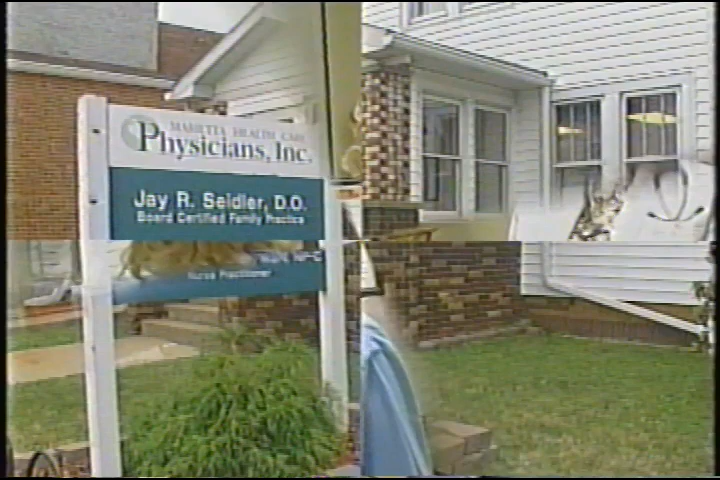 MARIETTA HEALTH CARE
Physicians, Inc.
Jay R. Seidler, D.O.
Board Certified Family Practice
Nurse Practitioner